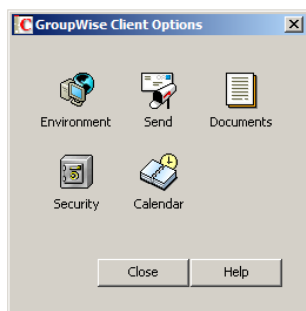 GroupWise Client Options
Environment Send Documents
Security Calendar
Close Help